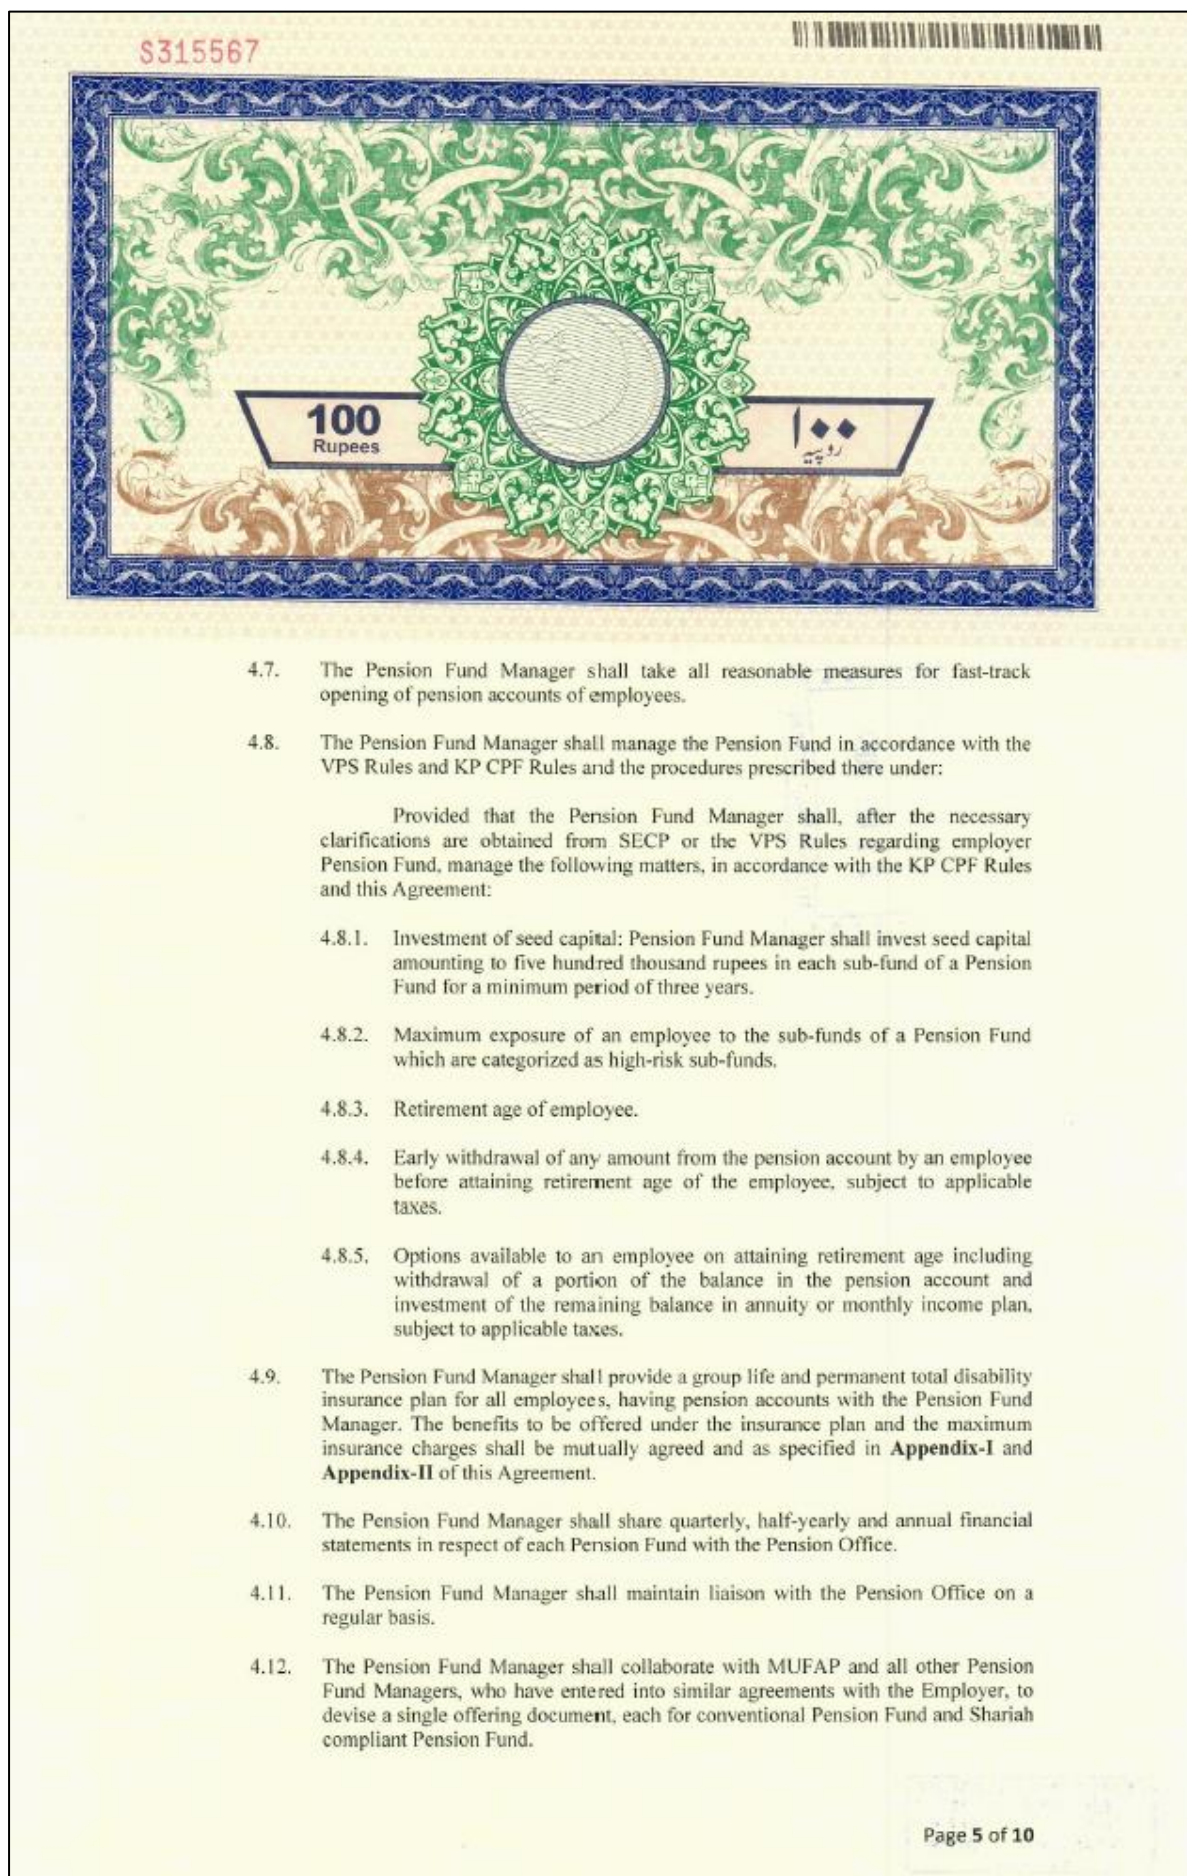 S315567
100
Rupees
۱۰۰
روپیہ
4.7. The Pension Fund Manager shall take all reasonable measures for fast-track
opening of pension accounts of employees.
4.8. The Pension Fund Manager shall manage the Pension Fund in accordance with the
VPS Rules and KP CPF Rules and the procedures prescribed there under:
Provided that the Pension Fund Manager shall, after the necessary
clarifications are obtained from SECP or the VPS Rules regarding employer
Pension Fund, manage the following matters, in accordance with the KP CPF Rules
and this Agreement:
4.8.1. Investment of seed capital: Pension Fund Manager shall invest seed capital
amounting to five hundred thousand rupees in each sub-fund of a Pension
Fund for a minimum period of three years.
4.8.2. Maximum exposure of an employee to the sub-funds of a Pension Fund
which are categorized as high-risk sub-funds.
4.8.3. Retirement age of employee.
4.8.4. Early withdrawal of any amount from the pension account by an employee
before attaining retirement age of the employee, subject to applicable
taxes.
4.8.5. Options available to an employee on attaining retirement age including
withdrawal of a portion of the balance in the pension account and
investment of the remaining balance in annuity or monthly income plan,
subject to applicable taxes.
4.9. The Pension Fund Manager shall provide a group life and permanent total disability
insurance plan for all employees, having pension accounts with the Pension Fund
Manager. The benefits to be offered under the insurance plan and the maximum
insurance charges shall be mutually agreed and as specified in Appendix-I and
Appendix-II of this Agreement.
4.10. The Pension Fund Manager shall share quarterly, half-yearly and annual financial
statements in respect of each Pension Fund with the Pension Office.
4.11. The Pension Fund Manager shall maintain liaison with the Pension Office on a
regular basis.
4.12. The Pension Fund Manager shall collaborate with MUFAP and all other Pension
Fund Managers, who have entered into similar agreements with the Employer, to
devise a single offering document, each for conventional Pension Fund and Shariah
compliant Pension Fund.
Page 5 of 10